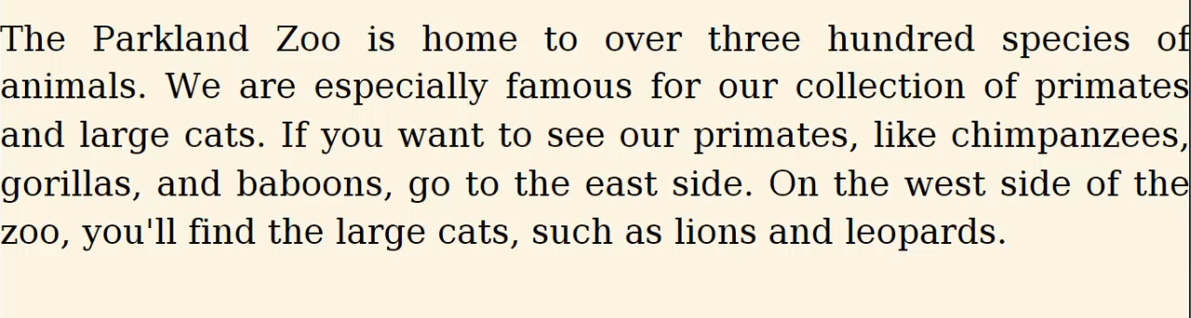 The Parkland Zoo is home to over three hundred species of
animals. We are especially famous for our collection of primates
and large cats. If you want to see our primates, like chimpanzees,
gorillas, and baboons, go to the east side. On the west side of the
zoo, you'll find the large cats, such as lions and leopards.